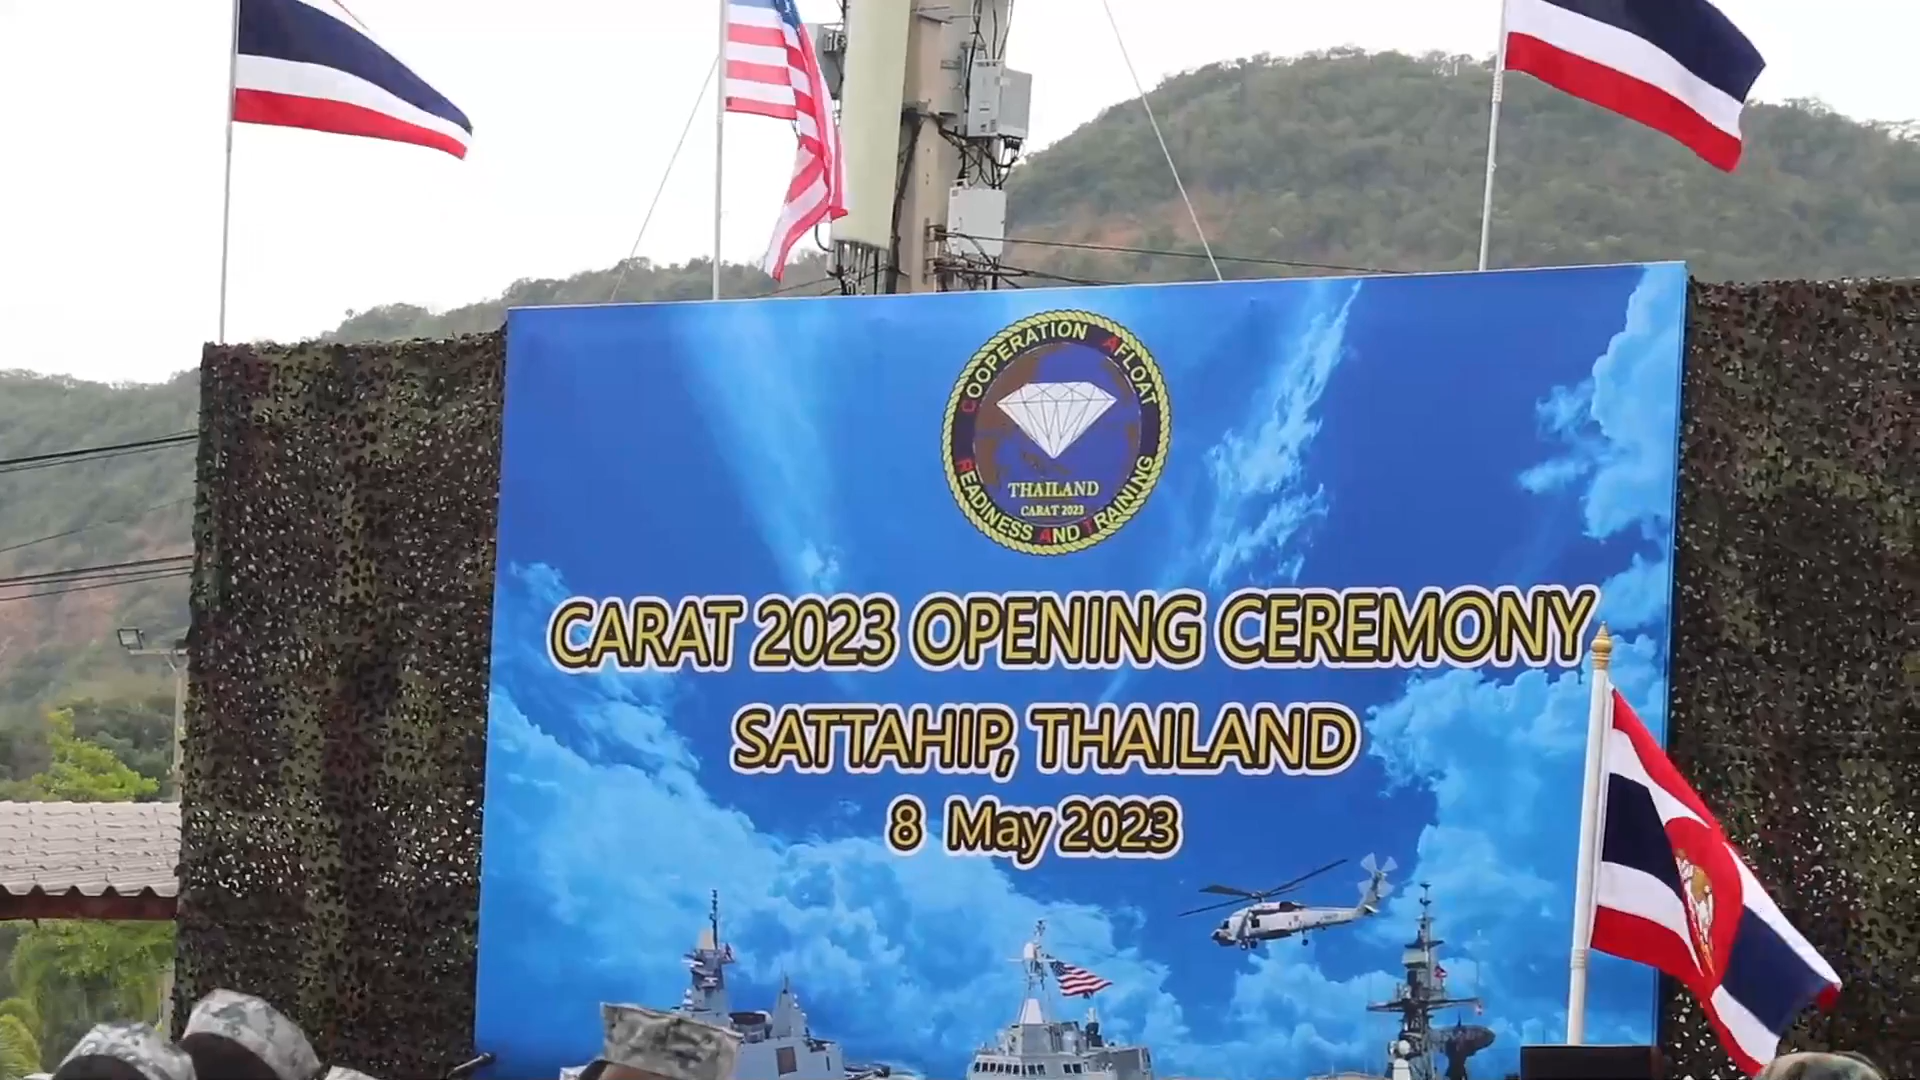 COOPERATION AFLOAT
READINESS AND TRAINING
THAILAND
CARAT 2023
CARAT 2023 OPENING CEREMONY
SATTAHIP, THAILAND
8 May 2023